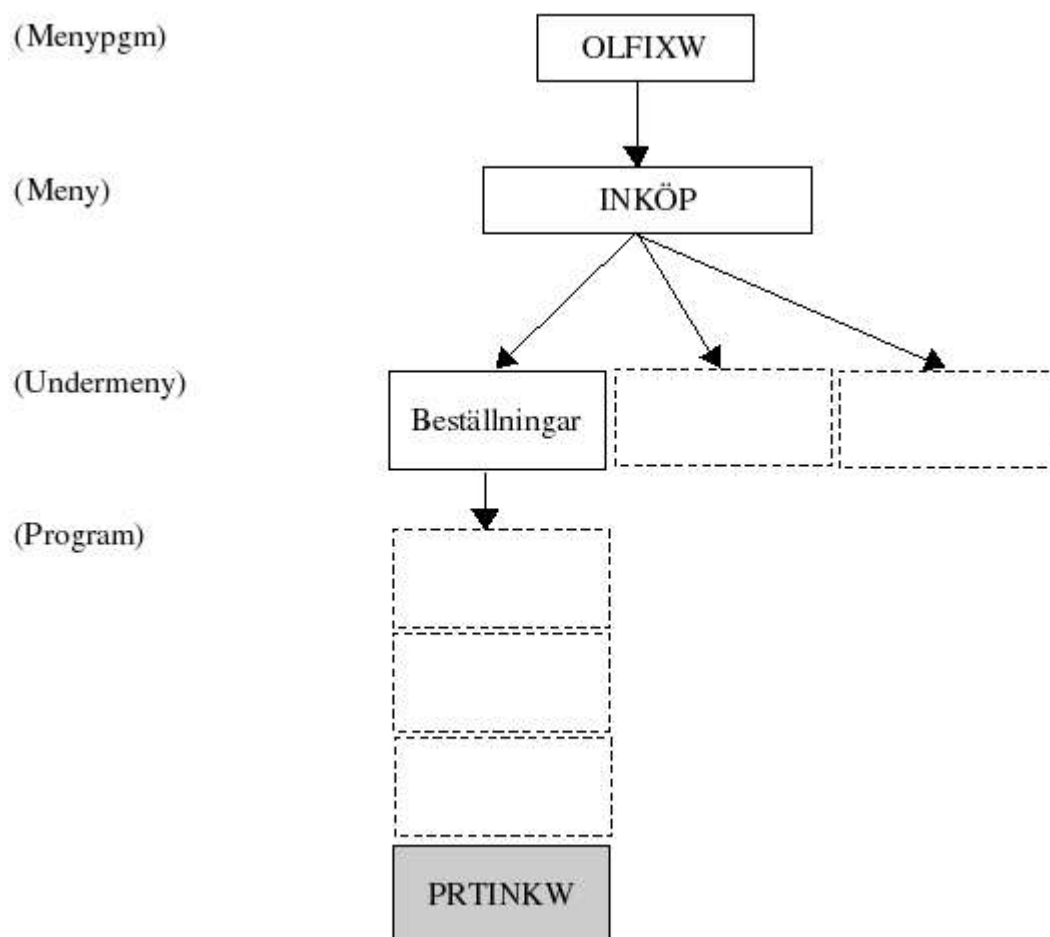 (Menypgm)
OLFIXW
(Meny)
INKÖP
(Undermeny)
Beställningar
(Program)
PRTINKW